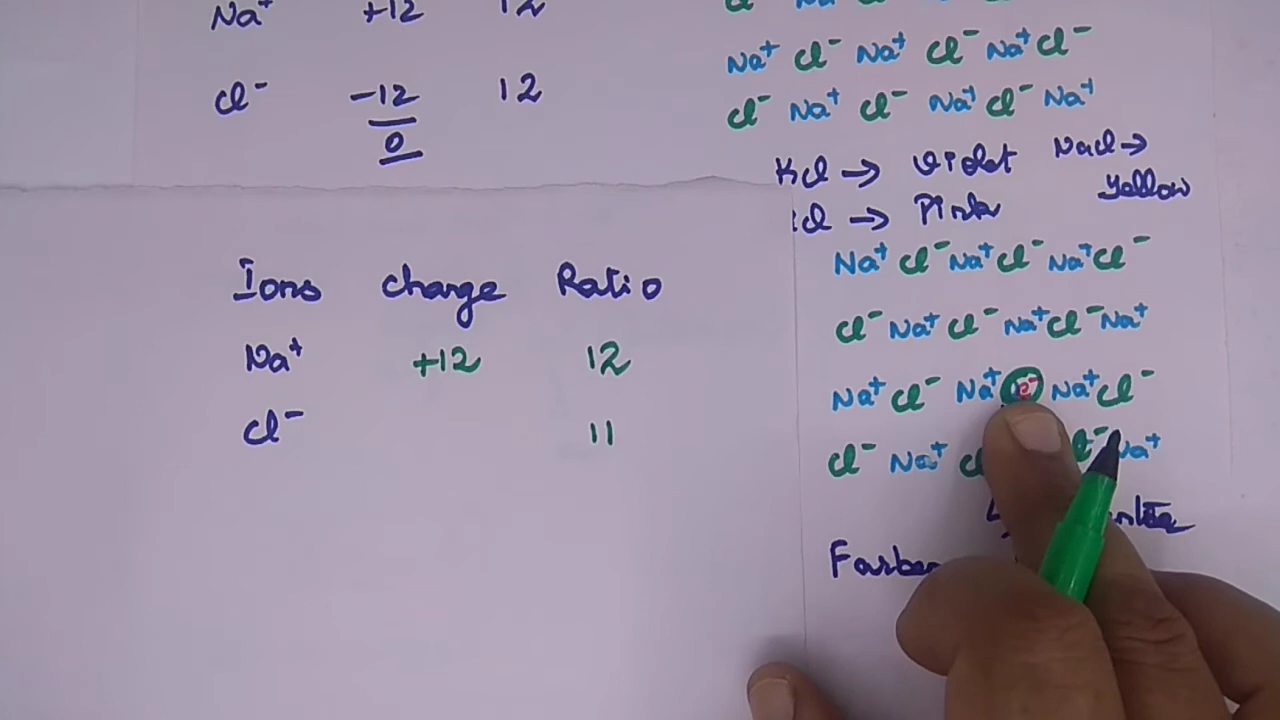 Na⁺ +12 12
Cl⁻ -12 12
0
Ions charge Ratio
Na⁺ +12 12
Cl⁻ 11
Na⁺ Cl⁻ Na⁺ Cl⁻ Na⁺ Cl⁻
Cl⁻ Na⁺ Cl⁻ Na⁺ Cl⁻ Na⁺
KCl → Violet NaCl →
Yellow
Cl → Pink
Na⁺ Cl⁻ Na⁺ Cl⁻ Na⁺ Cl⁻
Cl⁻ Na⁺ Cl⁻ Na⁺ Cl⁻ Na⁺
Na⁺ Cl⁻ Na⁺ e⁻ Na⁺ Cl⁻
Cl⁻ Na⁺ Cl⁻ Na⁺